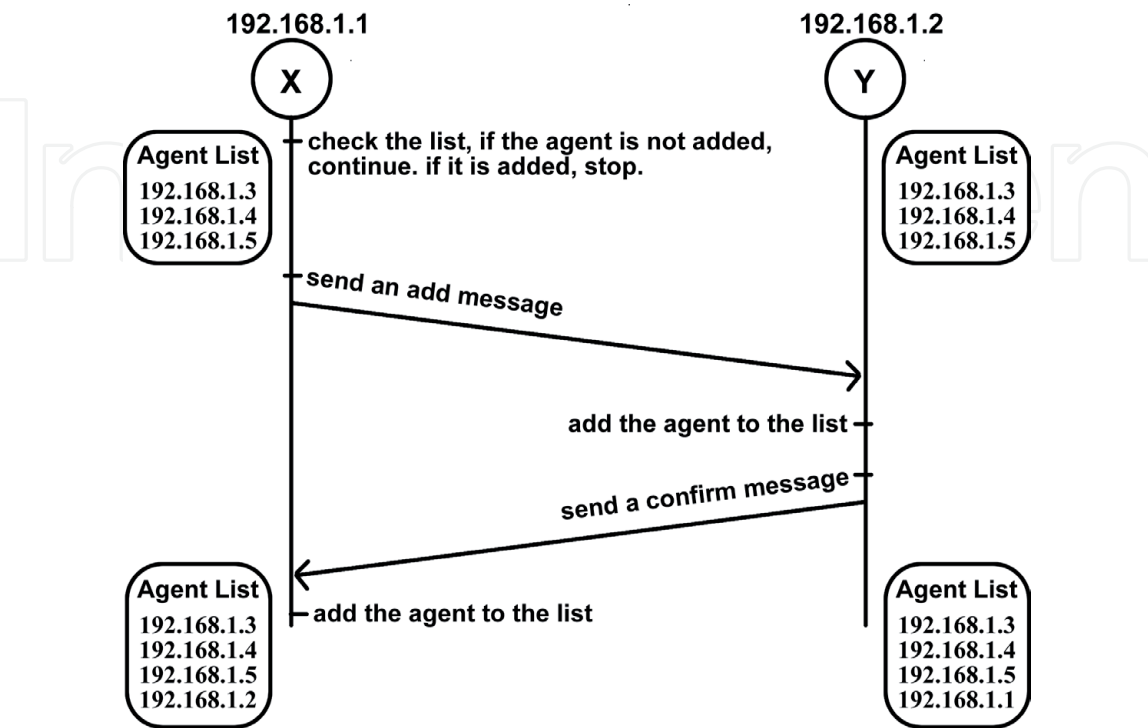 192.168.1.1
192.168.1.2
X
Y
check the list, if the agent is not added,
continue. if it is added, stop.
Agent List
192.168.1.3
192.168.1.4
192.168.1.5
Agent List
192.168.1.3
192.168.1.4
192.168.1.5
send an add message
add the agent to the list
send a confirm message
add the agent to the list
Agent List
192.168.1.3
192.168.1.4
192.168.1.5
192.168.1.2
Agent List
192.168.1.3
192.168.1.4
192.168.1.5
192.168.1.1